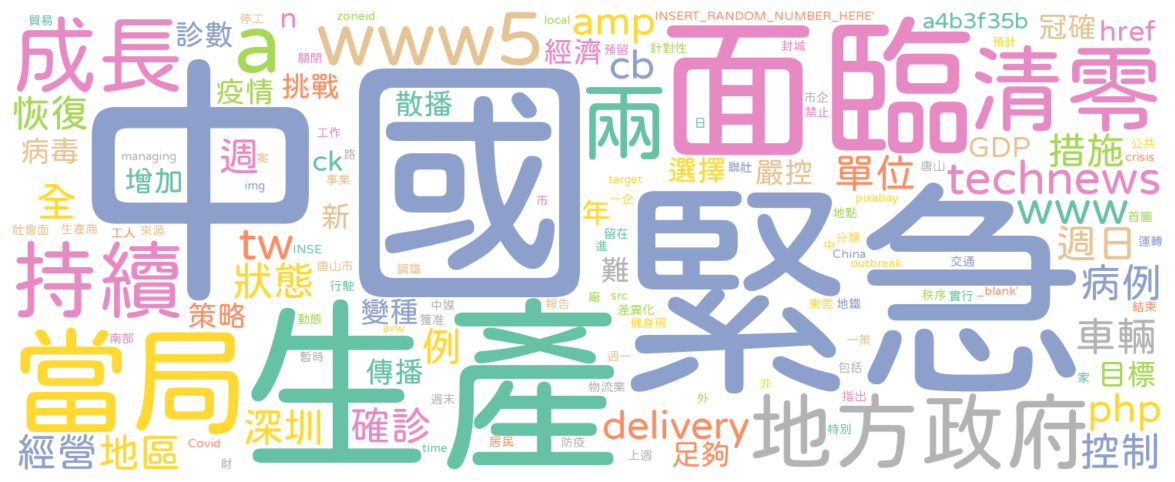 貿易
停工
n
zoneid
local
amp
INSERT_RANDOM_NUMBER_HERE'
a4b3f35b
冠確
href
成長
診數
a
www5
經濟
預留
針對性
面臨
封城
預計
清零
關閉
挑戰
疫情
cb
散播
兩
市企
禁止
恢復
中國
日
GDP
措施
公共
crisis
病毒
managing
週
工作
案
路
ck
選擇
聯社
嚴控
單位
唐山
technews
增加
img
事業
target
一企
全
新
市
年
緊急
pixabay
地點
www
首圖
社會面
生產商
工人
來源
tw
INSE
留在
進
中
分類
China
週日
運轉
持續
狀態
唐山市
鋼鐵
難
outbreak
交通
病例
行駛
廠
src
差異化
東莞
地鐵
秩序
實行
_blank'
結束
策略
動態
變種
中媒
獲准
報告
健身房
當局
南部
avw
生產
例
一策
車輛
暫時
傳播
週一
包括
家
目標
物流業
非
指出
週末
外
經營
地區
Covid
深圳
確診
居民
防疫
delivery
地方政府
特別
php
財
time
上週
足夠
控制